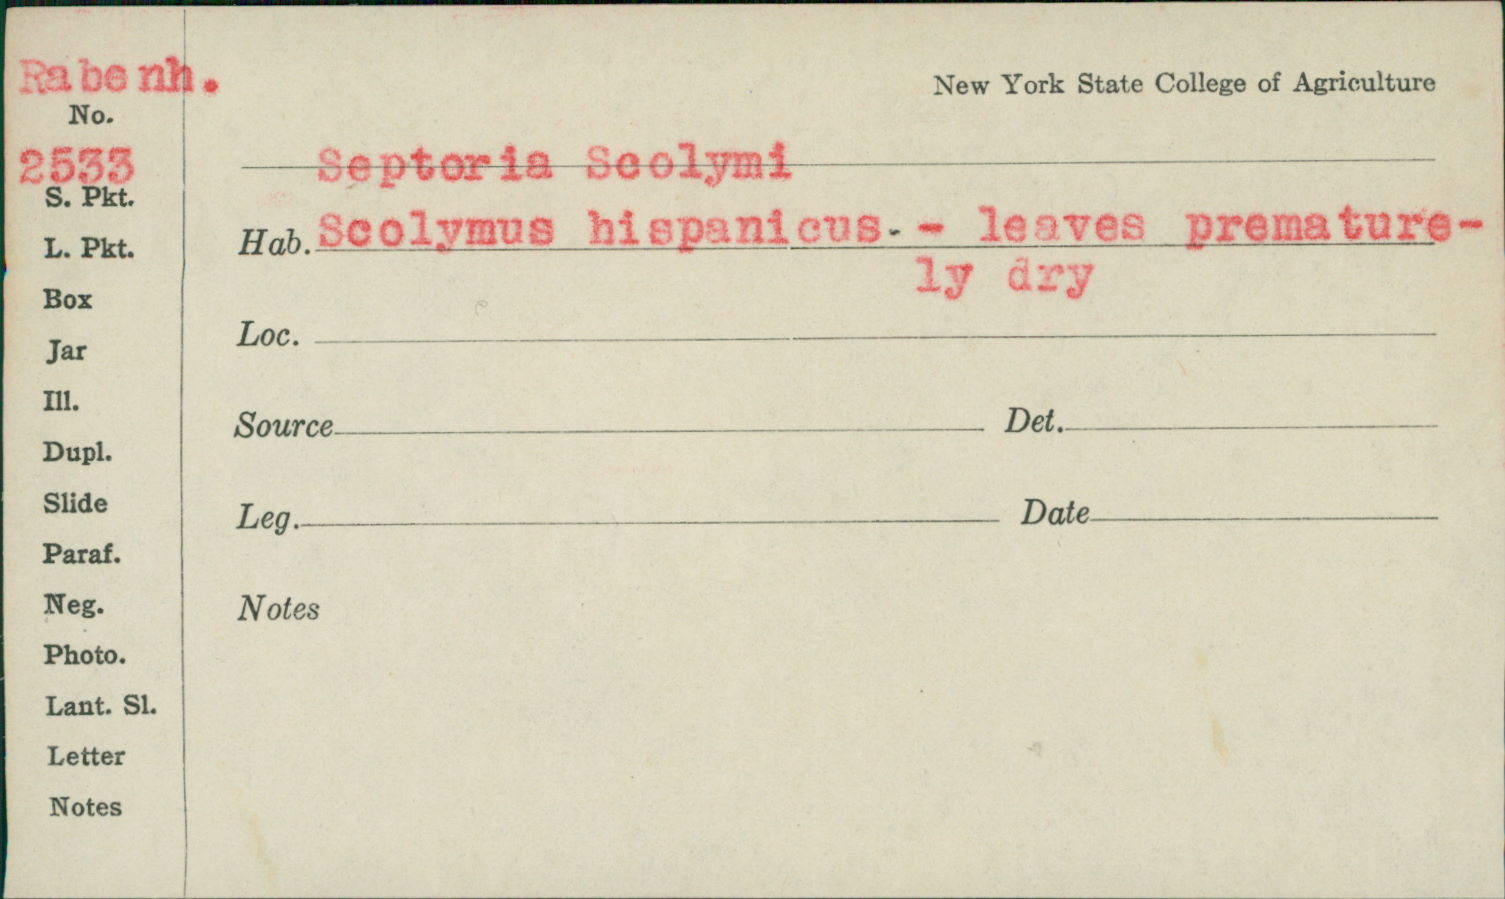 Rabenh.
New York State College of Agriculture
No.
2533
Septoria Scolymi
S. Pkt.
Hab. Scolymus hispanicus. - leaves premature-
ly dry
L. Pkt.
Box
Loc.
Jar
Ill.
Source Det.
Dupl.
Slide
Leg. Date
Paraf.
Neg.
Notes
Photo.
Lant. Sl.
Letter
Notes